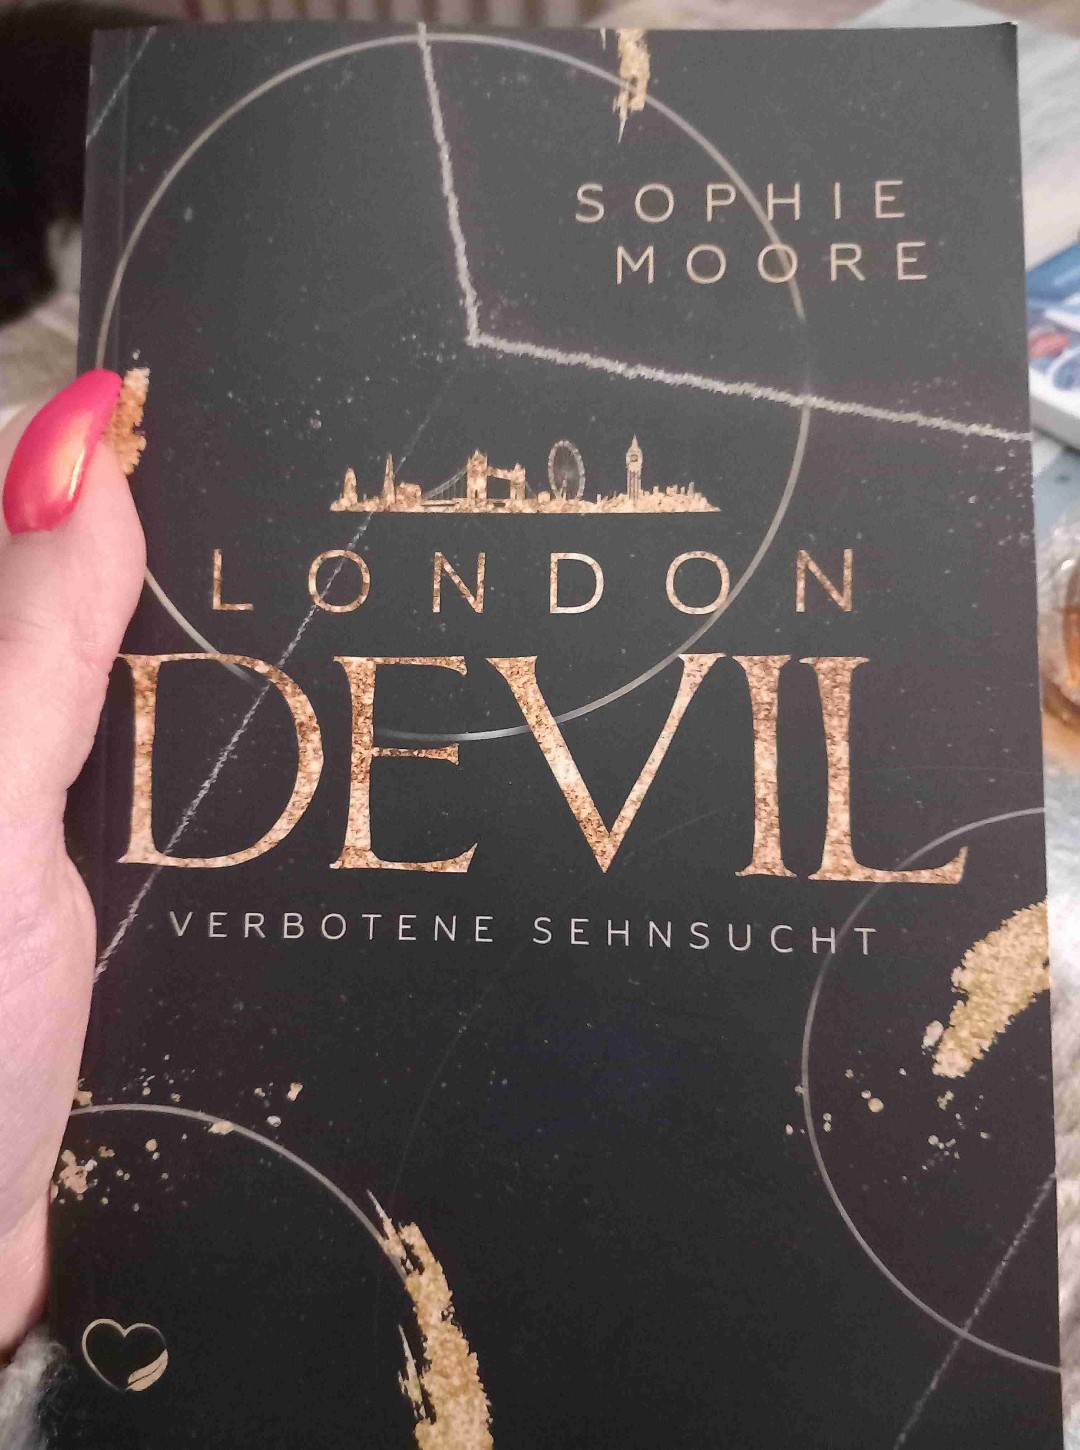 SOPHIE
MOORE
LONDON
DEVIL
VERBOTENE SEHNSUCHT